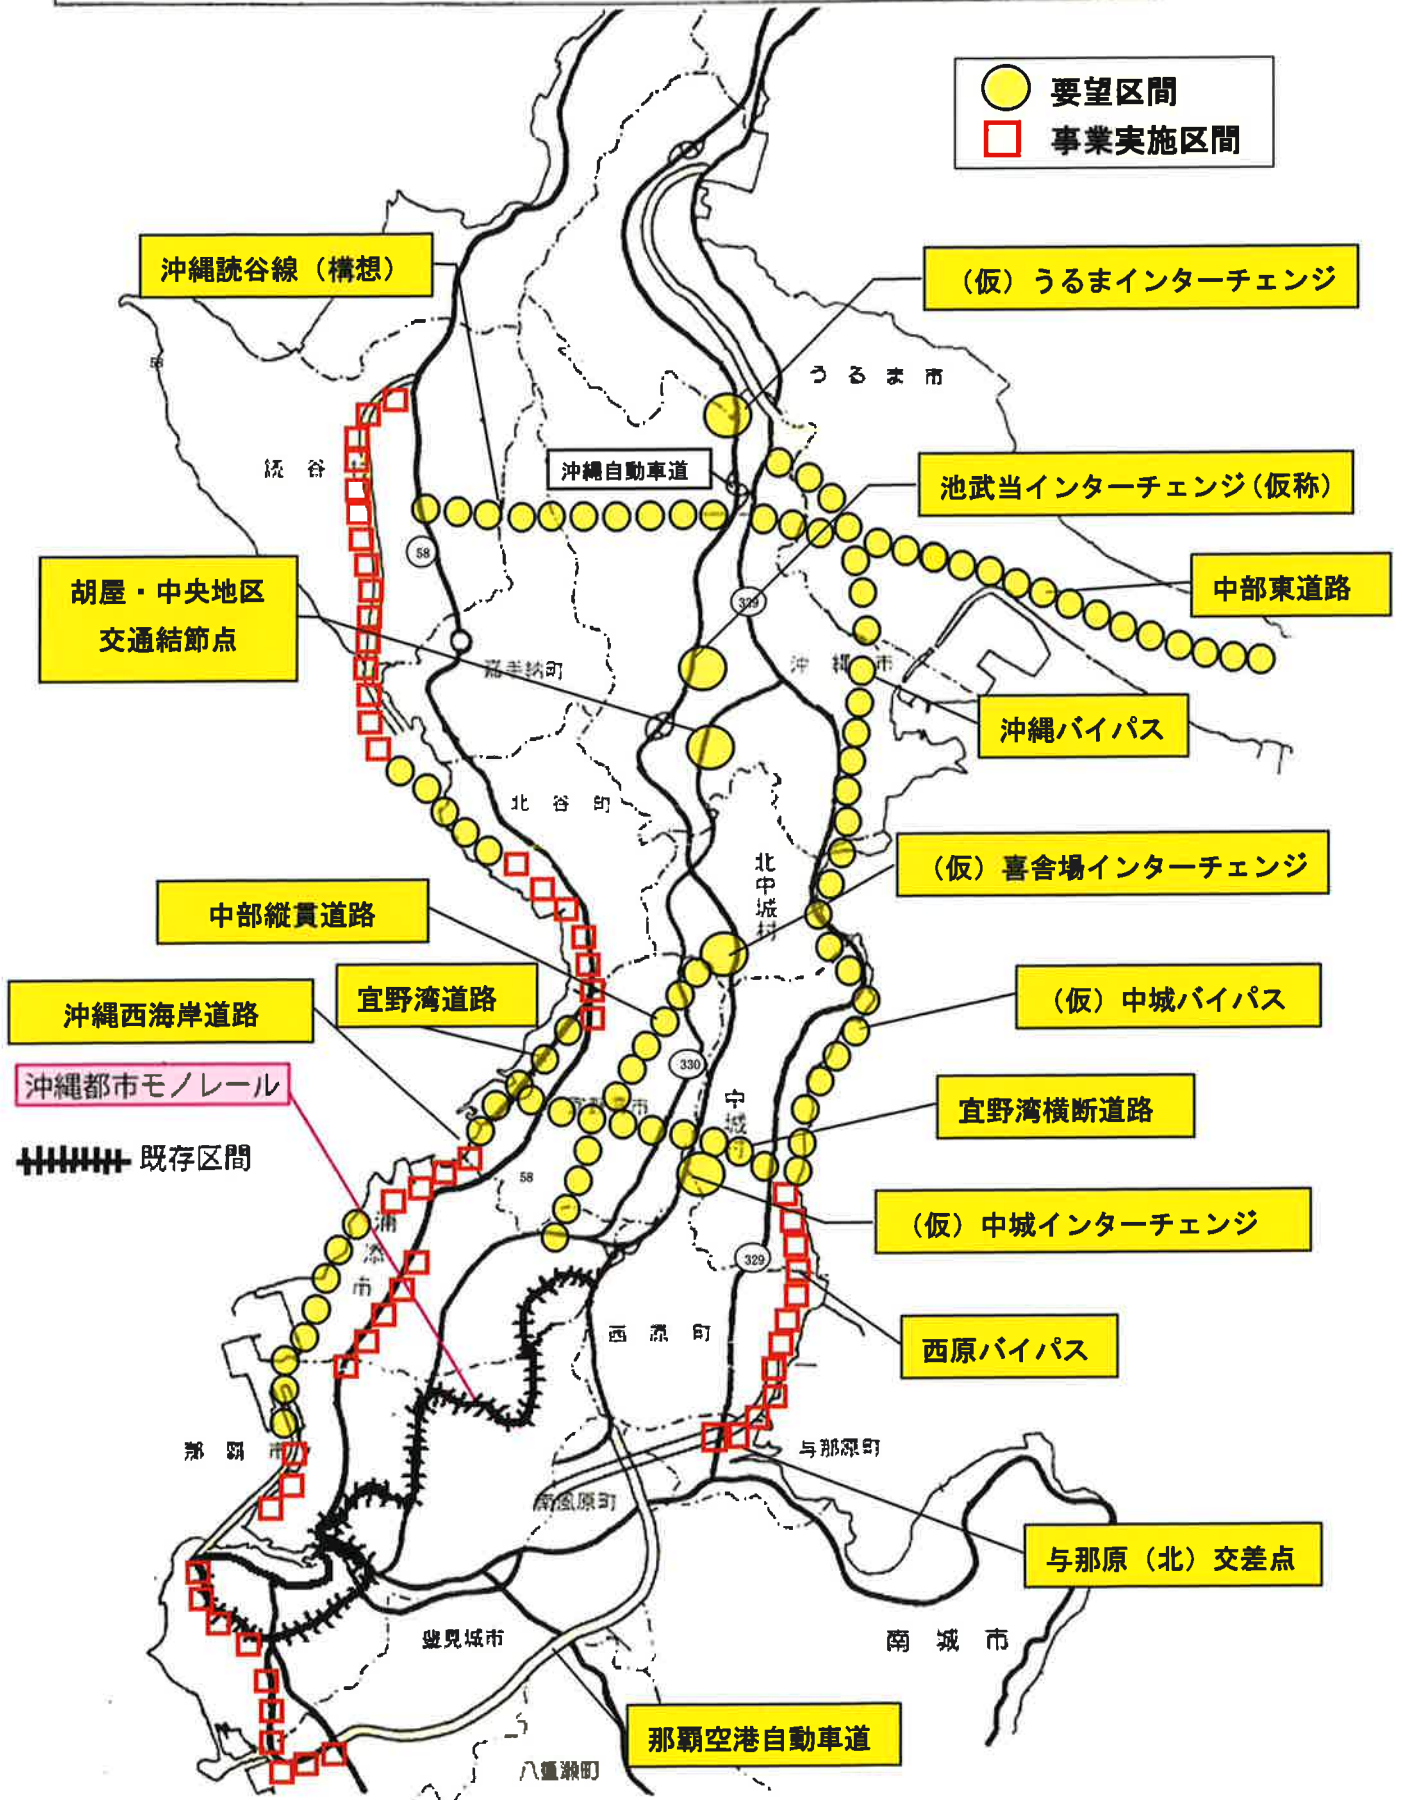 要望区間
事業実施区間
沖縄読谷線（構想）
（仮）うるまインターチェンジ
58
うるま市
読谷
沖縄自動車道
池武当インターチェンジ（仮称）
58
胡屋・中央地区
交通結節点
中部東道路
329
嘉手納町
沖縄市
沖縄バイパス
北谷町
北中城村
（仮）喜舎場インターチェンジ
中部縦貫道路
宜野湾道路
沖縄西海岸道路
（仮）中城バイパス
330
沖縄都市モノレール
宜野湾市
中城村
宜野湾横断道路
既存区間
58
浦添市
（仮）中城インターチェンジ
329
西原町
西原バイパス
那覇市
与那原町
南風原町
与那原（北）交差点
豊見城市
南城市
那覇空港自動車道
八重瀬町